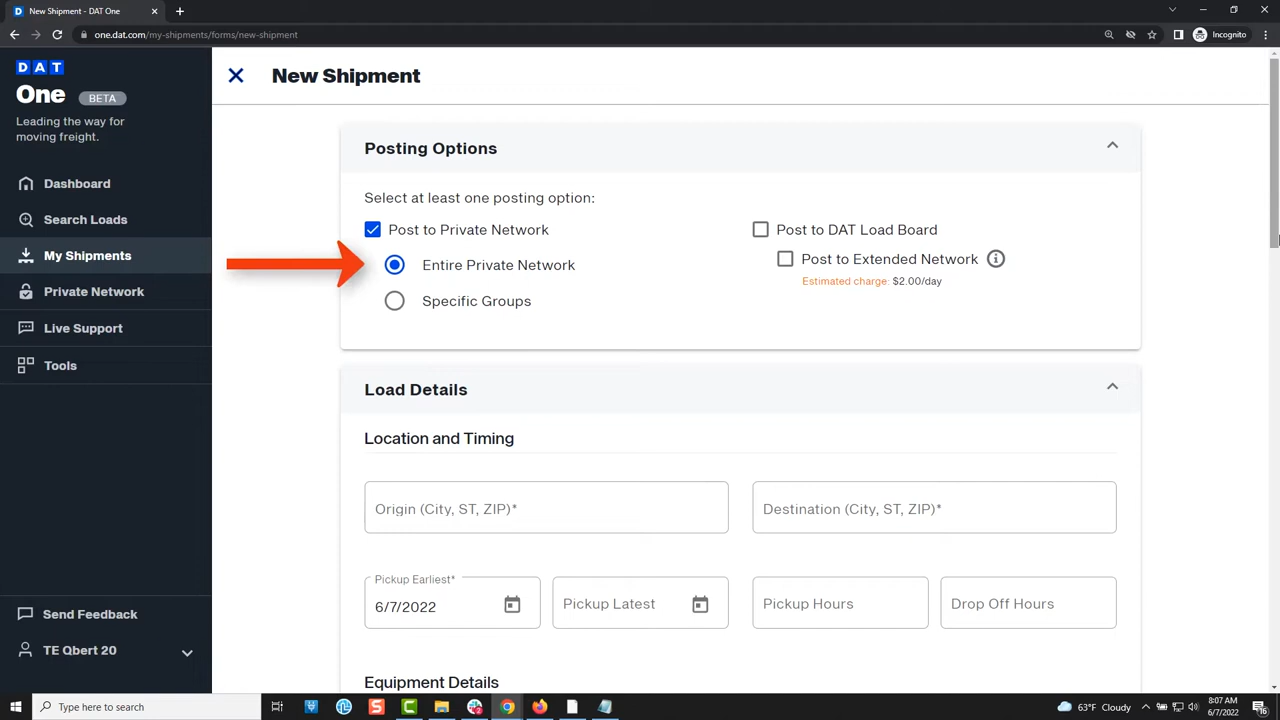 New Shipment - DAT One
one.dat.com/my-shipments/forms/new-shipment
Incognito
DAT
One BETA
Leading the way for
moving freight.
Dashboard
Search Loads
My Shipments
Private Network
Live Support
Tools
Send Feedback
TE Qbert 20
New Shipment
Posting Options
Select at least one posting option:
Post to Private Network
Entire Private Network
Specific Groups
Post to DAT Load Board
Post to Extended Network
Estimated charge: $2.00/day
Load Details
Location and Timing
Origin (City, ST, ZIP)*
Destination (City, ST, ZIP)*
Pickup Earliest*
6/7/2022
Pickup Latest
Pickup Hours
Drop Off Hours
Equipment Details
Type here to search
63°F Cloudy
8:07 AM
6/7/2022